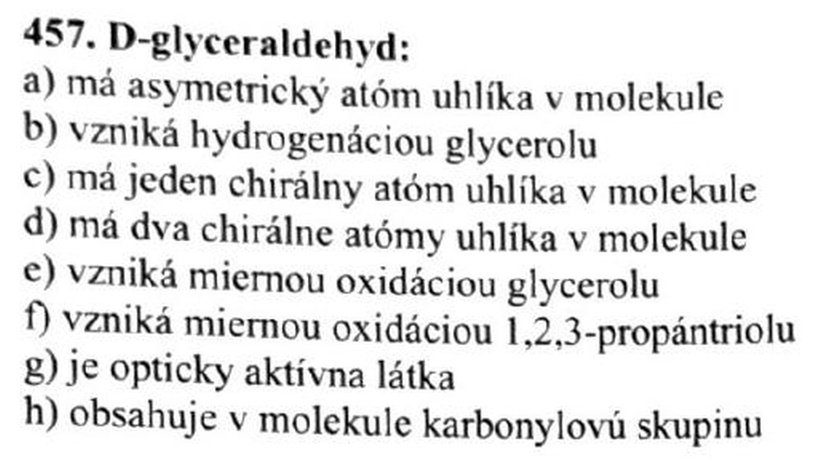 457. D-glyceraldehyd:
a) má asymetrický atóm uhlíka v molekule
b) vzniká hydrogenáciou glycerolu
c) má jeden chirálny atóm uhlíka v molekule
d) má dva chirálne atómy uhlíka v molekule
e) vzniká miernou oxidáciou glycerolu
f) vzniká miernou oxidáciou 1,2,3-propántriolu
g) je opticky aktívna látka
h) obsahuje v molekule karbonylovú skupinu